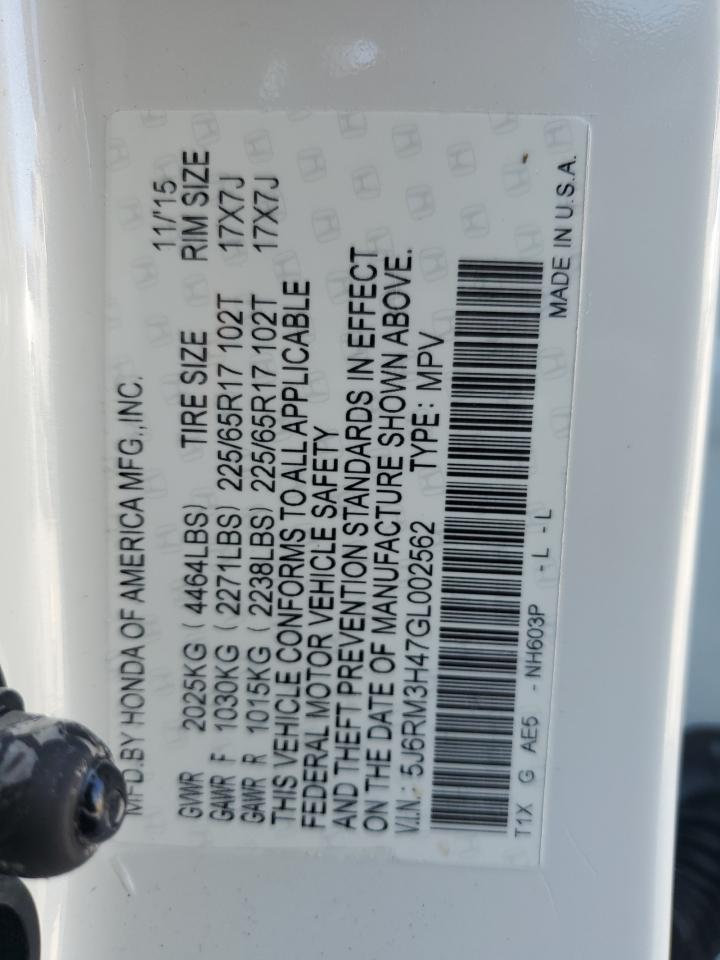 MFD.BY HONDA OF AMERICA MFG.,INC. 11/'15
GVWR 2025KG ( 4464LBS) TIRE SIZE RIM SIZE
GAWR F 1030KG ( 2271LBS) 225/65R17 102T 17X7J
GAWR R 1015KG ( 2238LBS) 225/65R17 102T 17X7J
THIS VEHICLE CONFORMS TO ALL APPLICABLE
FEDERAL MOTOR VEHICLE SAFETY
AND THEFT PREVENTION STANDARDS IN EFFECT
ON THE DATE OF MANUFACTURE SHOWN ABOVE.
V.I.N.: 5J6RM3H47GL002562 TYPE: MPV
T1X G AE5 - NH603P - L - L MADE IN U.S.A.